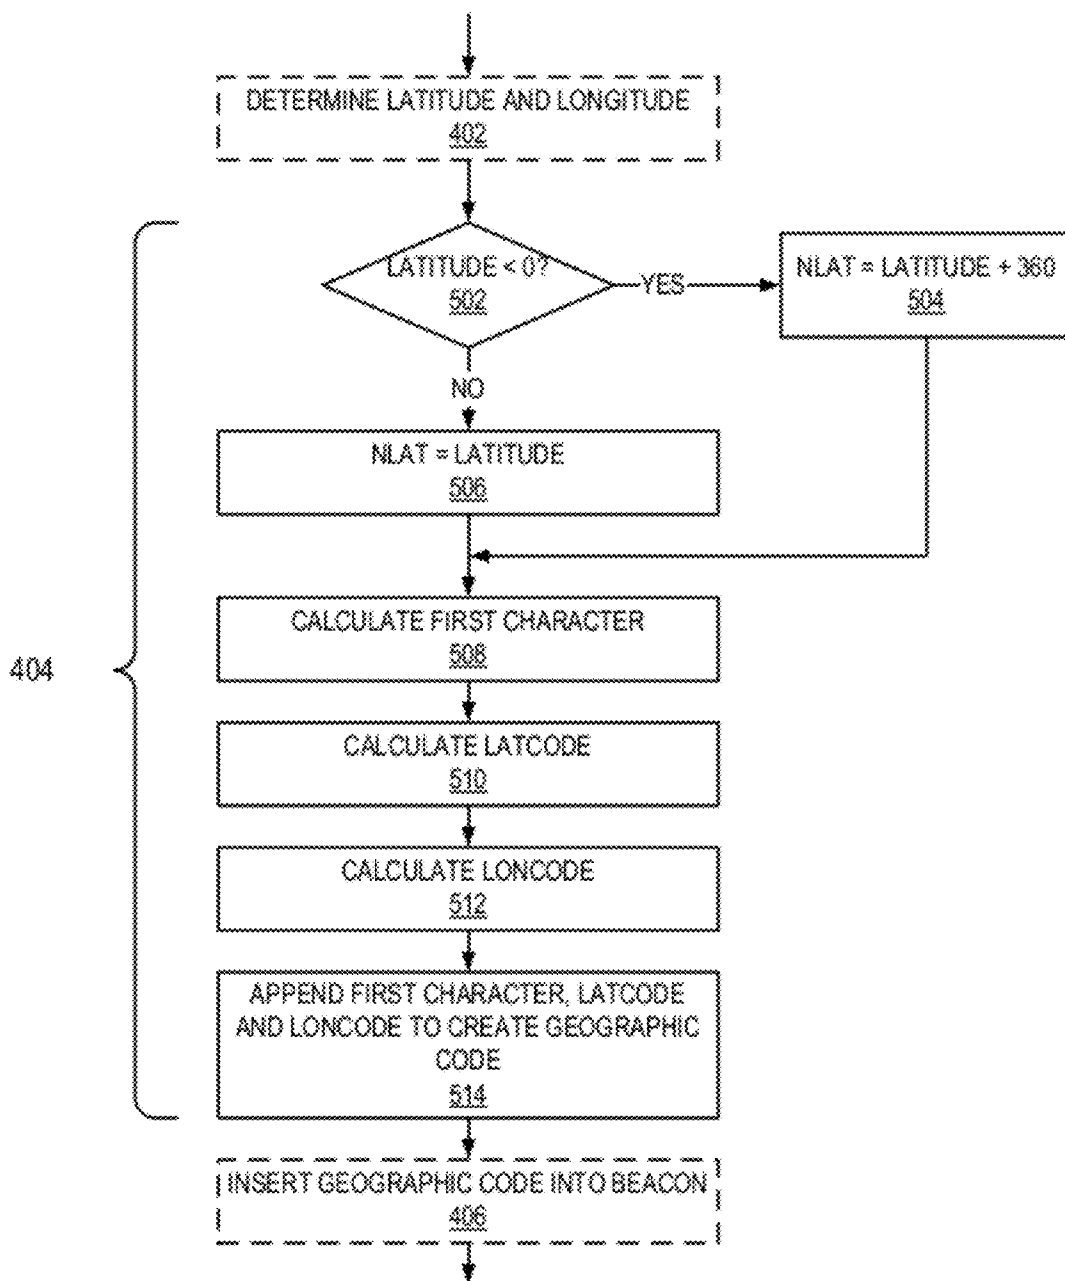 DETERMINE LATITUDE AND LONGITUDE
402
LATITUDE < 0?
502
YES
NLAT = LATITUDE + 360
504
NO
NLAT = LATITUDE
506
CALCULATE FIRST CHARACTER
508
404
CALCULATE LATCODE
510
CALCULATE LONCODE
512
APPEND FIRST CHARACTER, LATCODE
AND LONCODE TO CREATE GEOGRAPHIC
CODE
514
INSERT GEOGRAPHIC CODE INTO BEACON
406